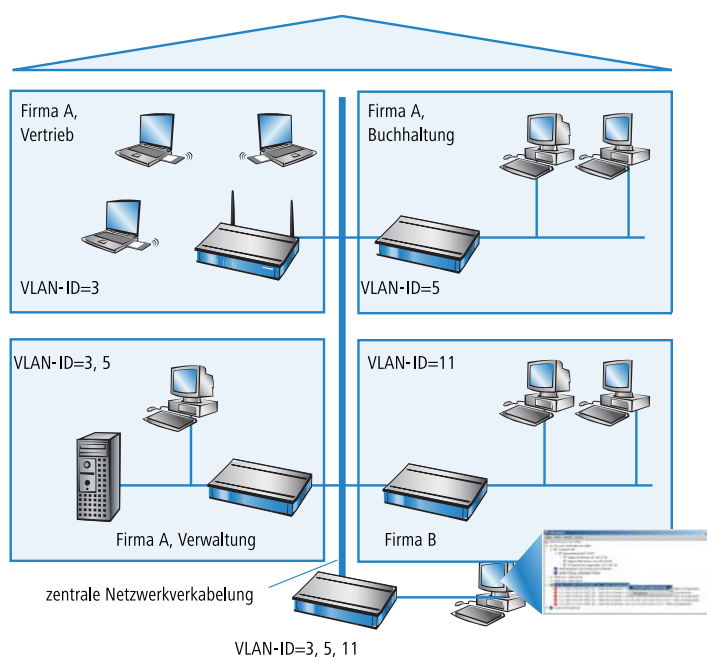 Firma A,
Vertrieb
VLAN-ID=3
Firma A,
Buchhaltung
VLAN-ID=5
VLAN-ID=3, 5
Firma A, Verwaltung
VLAN-ID=11
Firma B
zentrale Netzwerkverkabelung
VLAN-ID=3, 5, 11